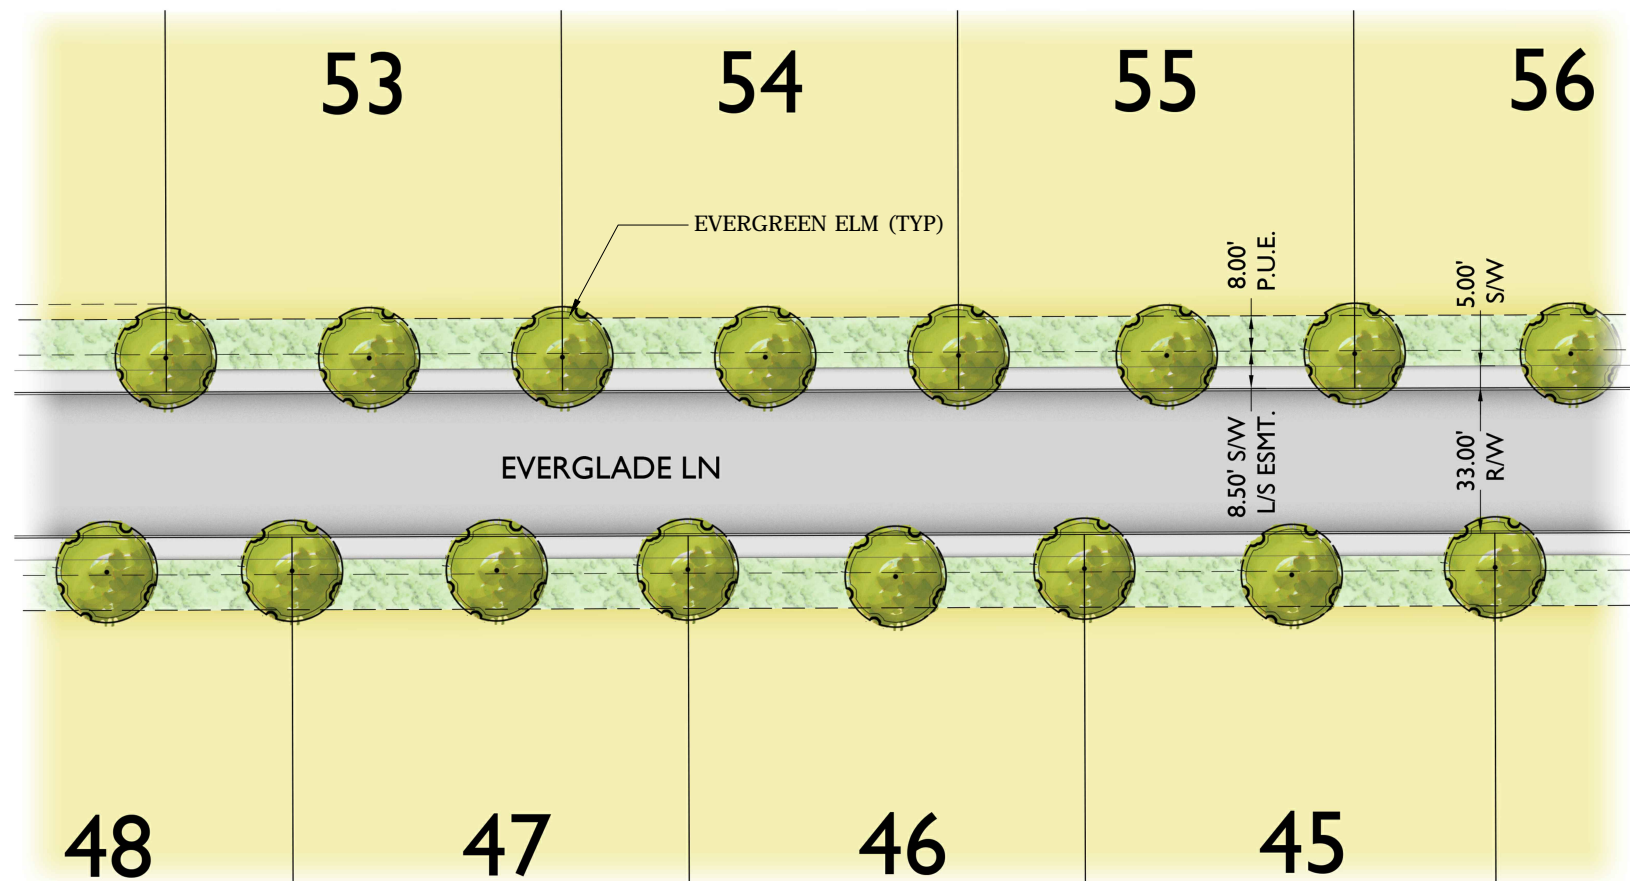 53
54
55
56
EVERGREEN ELM (TYP)
8.00'
P.U.E.
5.00'
S/W
EVERGLADE LN
8.50' S/W
L/S ESMT.
33.00'
R/W
48
47
46
45